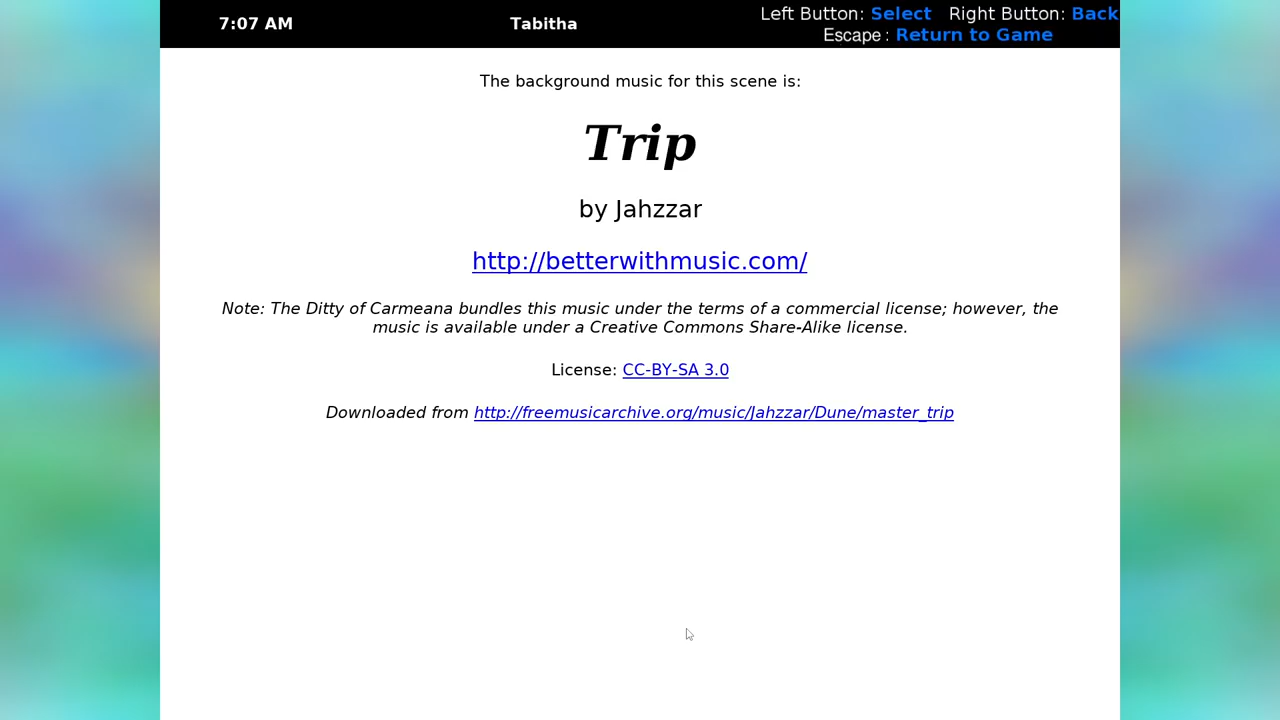 7:07 AM
Tabitha
Left Button: Select Right Button: Back
Escape : Return to Game
The background music for this scene is:
Trip
by Jahzzar
http://betterwithmusic.com/
Note: The Ditty of Carmeana bundles this music under the terms of a commercial license; however, the
music is available under a Creative Commons Share-Alike license.
License: CC-BY-SA 3.0
Downloaded from http://freemusicarchive.org/music/Jahzzar/Dune/master_trip